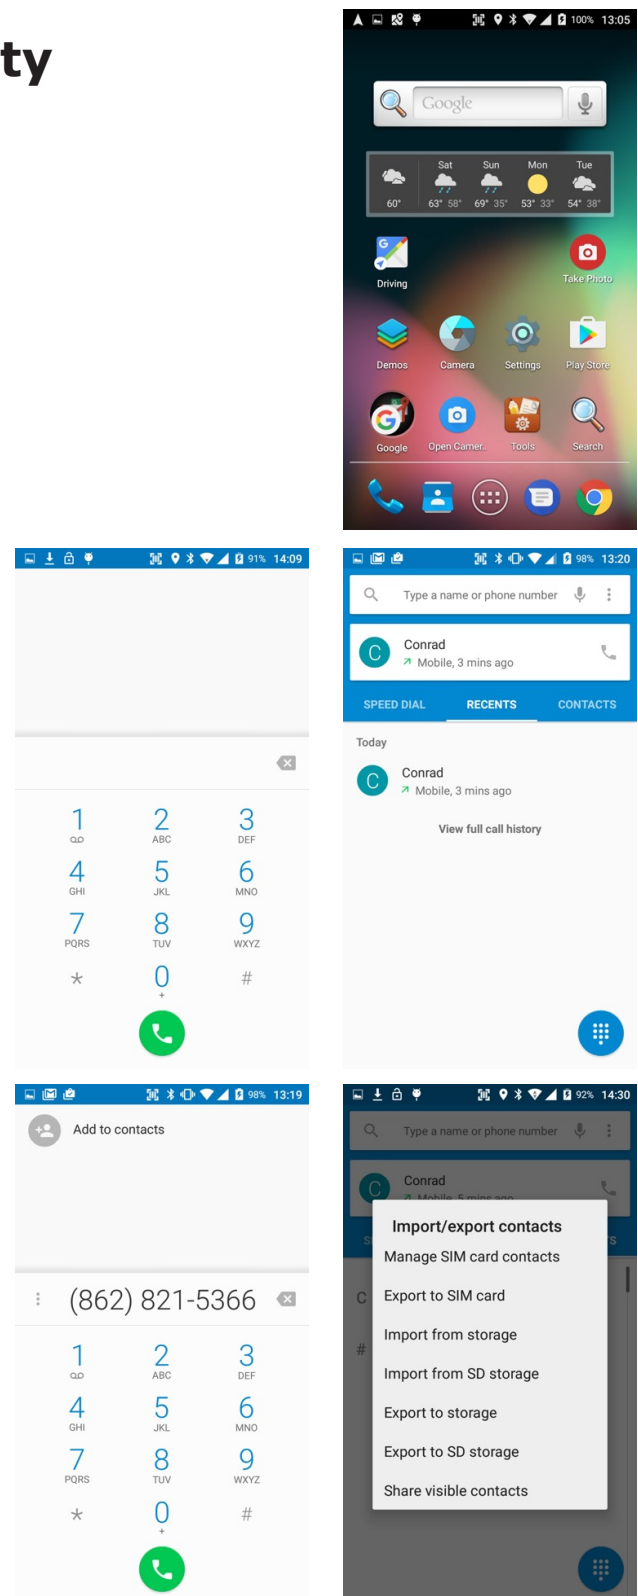 ty
100% 13:05
Google
Sat Sun Mon Tue
60° 63° 58° 69° 35° 53° 33° 54° 38°
Driving Take Photo
Demos Camera Settings Play Store
Google Open Camer.. Tools Search
91% 14:09
1 2 3
ABC DEF
4 5 6
GHI JKL MNO
7 8 9
PQRS TUV WXYZ
* 0 #
+
98% 13:20
Type a name or phone number
C Conrad
Mobile, 3 mins ago
SPEED DIAL RECENTS CONTACTS
Today
C Conrad
Mobile, 3 mins ago
View full call history
98% 13:19
Add to contacts
(862) 821-5366
1 2 3
ABC DEF
4 5 6
GHI JKL MNO
7 8 9
PQRS TUV WXYZ
* 0 #
+
92% 14:30
Type a name or phone number
C Conrad
Mobile, 5 mins ago
Import/export contacts
Manage SIM card contacts
Export to SIM card
Import from storage
Import from SD storage
Export to storage
Export to SD storage
Share visible contacts
S TS
C
#